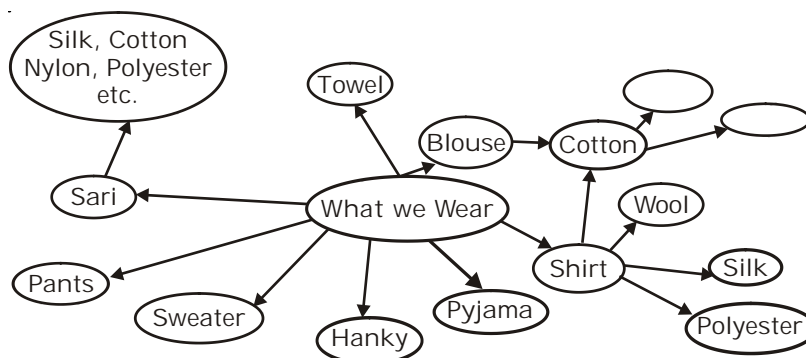 Silk, Cotton
Nylon, Polyester
etc.
Towel
Blouse
Cotton
Sari
What we Wear
Wool
Shirt
Silk
Pants
Sweater
Hanky
Pyjama
Polyester